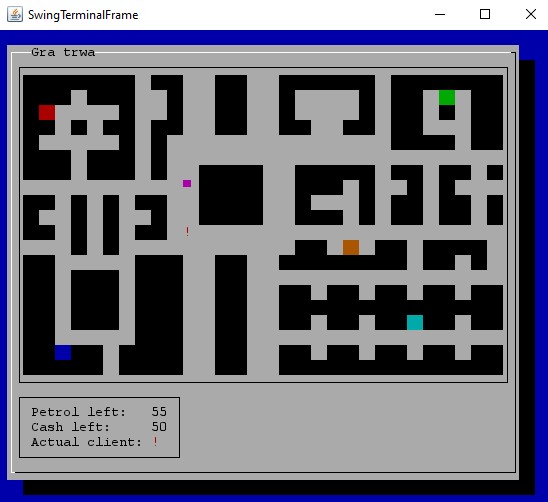 SwingTerminalFrame
Gra trwa
!
Petrol left: 55
Cash left: 50
Actual client: !